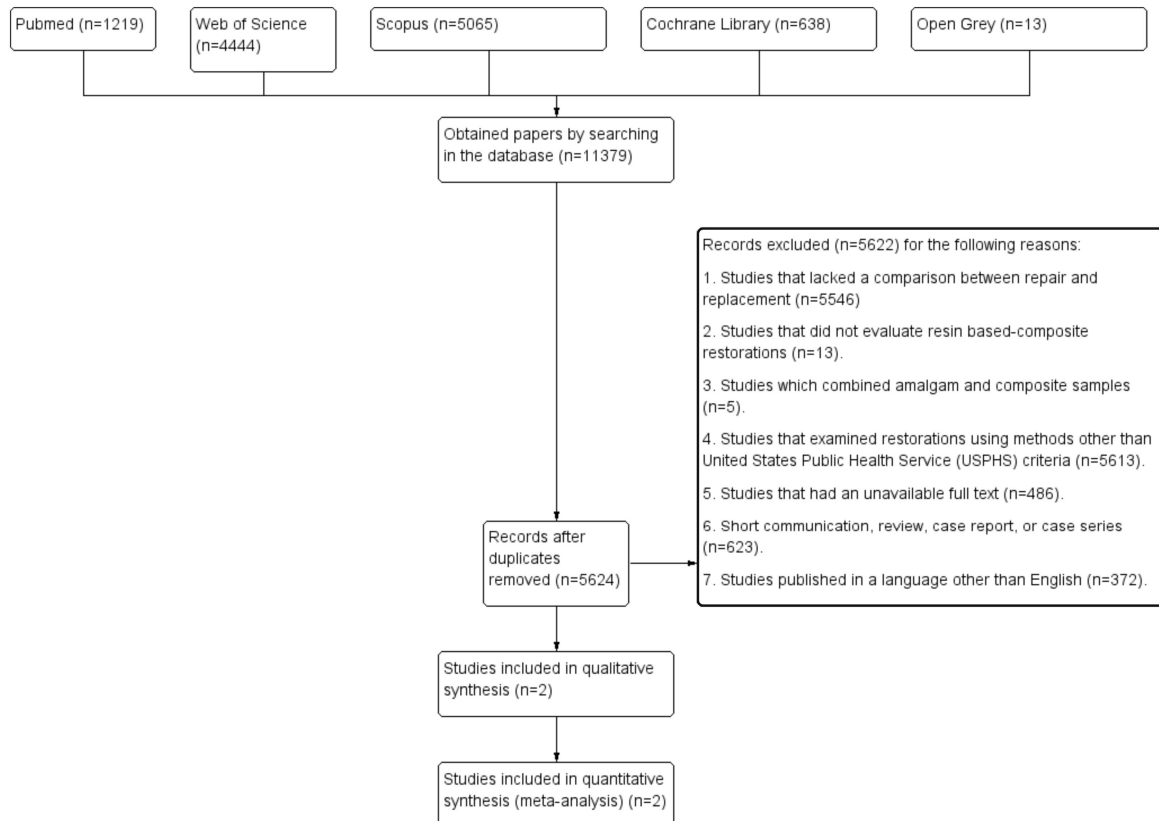 Pubmed (n=1219)
Web of Science
(n=4444)
Scopus (n=5065)
Cochrane Library (n=638)
Open Grey (n=13)
Obtained papers by searching
in the database (n=11379)
Records excluded (n=5622) for the following reasons:
1. Studies that lacked a comparison between repair and
replacement (n=5546)
2. Studies that did not evaluate resin based-composite
restorations (n=13).
3. Studies which combined amalgam and composite samples
(n=5).
4. Studies that examined restorations using methods other than
United States Public Health Service (USPHS) criteria (n=5613).
5. Studies that had an unavailable full text (n=486).
6. Short communication, review, case report, or case series
(n=623).
7. Studies published in a language other than English (n=372).
Records after
duplicates
removed (n=5624)
Studies included in qualitative
synthesis (n=2)
Studies included in quantitative
synthesis (meta-analysis) (n=2)